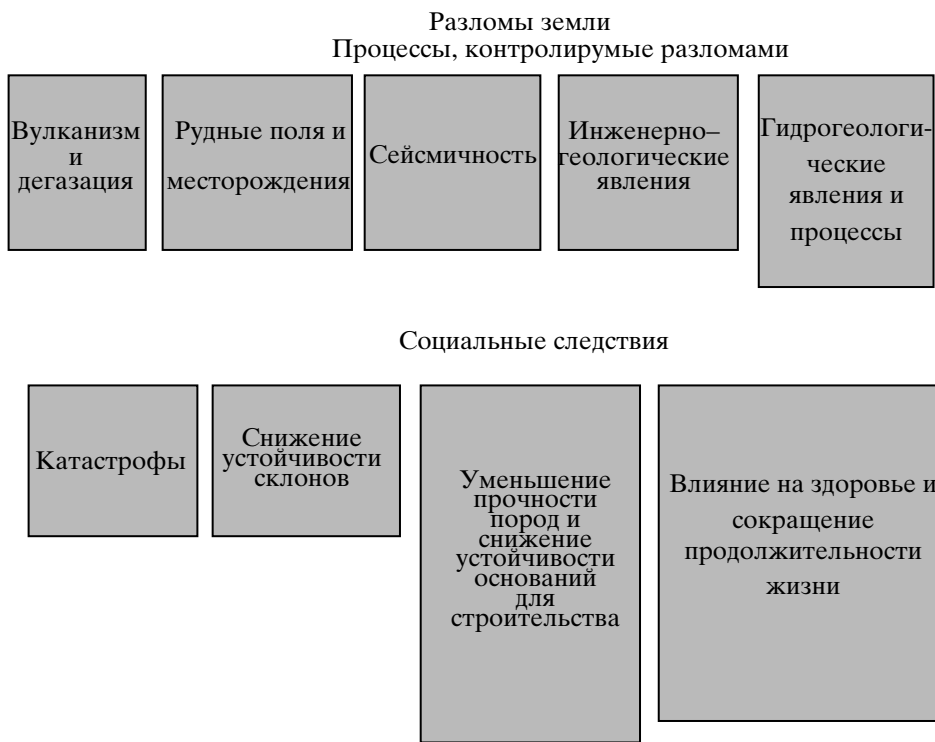 Разломы земли
Процессы, контролирумые разломами
Вулканизм
и
дегазация
Рудные поля и
месторождения
Сейсмичность
Инженерно–
геологические
явления
Гидрогеологи-
ческие
явления и
процессы
Социальные следствия
Катастрофы
Снижение
устойчивости
склонов
Уменьшение
прочности
пород и
снижение
устойчивости
оснований
для
строительства
Влияние на здоровье и
сокращение
продолжительности
жизни